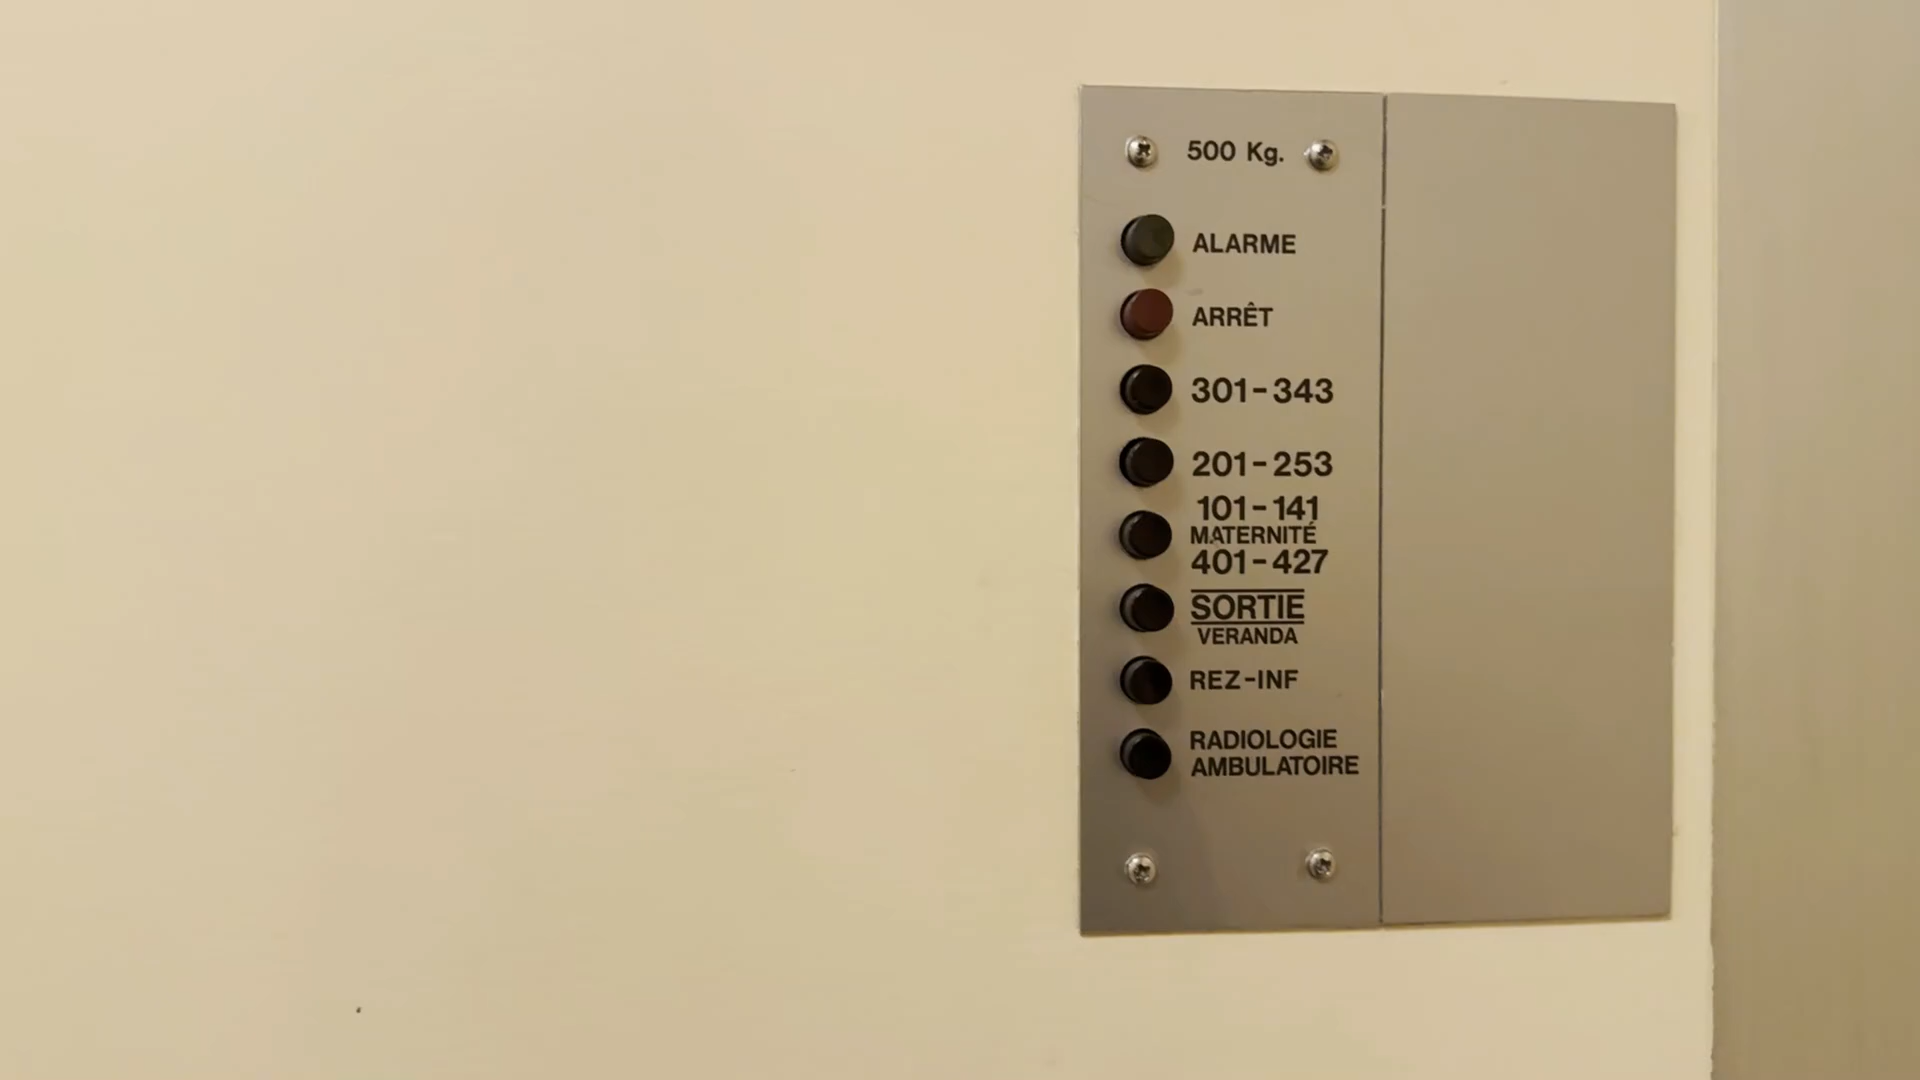 500 Kg.
ALARME
ARRÊT
301-343
201-253
101-141
MATERNITÉ
401-427
SORTIE
VERANDA
REZ-INF
RADIOLOGIE
AMBULATOIRE